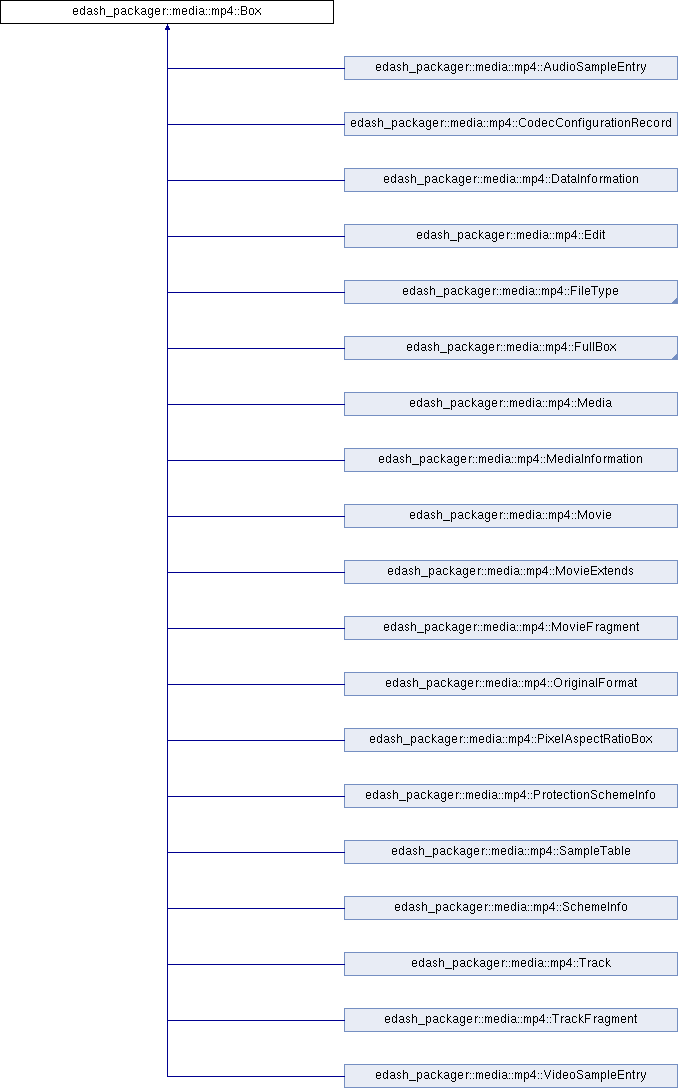 edash_packager::media::mp4::Box
edash_packager::media::mp4::AudioSampleEntry
edash_packager::media::mp4::CodecConfigurationRecord
edash_packager::media::mp4::DataInformation
edash_packager::media::mp4::Edit
edash_packager::media::mp4::FileType
edash_packager::media::mp4::FullBox
edash_packager::media::mp4::Media
edash_packager::media::mp4::MediaInformation
edash_packager::media::mp4::Movie
edash_packager::media::mp4::MovieExtends
edash_packager::media::mp4::MovieFragment
edash_packager::media::mp4::OriginalFormat
edash_packager::media::mp4::PixelAspectRatioBox
edash_packager::media::mp4::ProtectionSchemeInfo
edash_packager::media::mp4::SampleTable
edash_packager::media::mp4::SchemeInfo
edash_packager::media::mp4::Track
edash_packager::media::mp4::TrackFragment
edash_packager::media::mp4::VideoSampleEntry